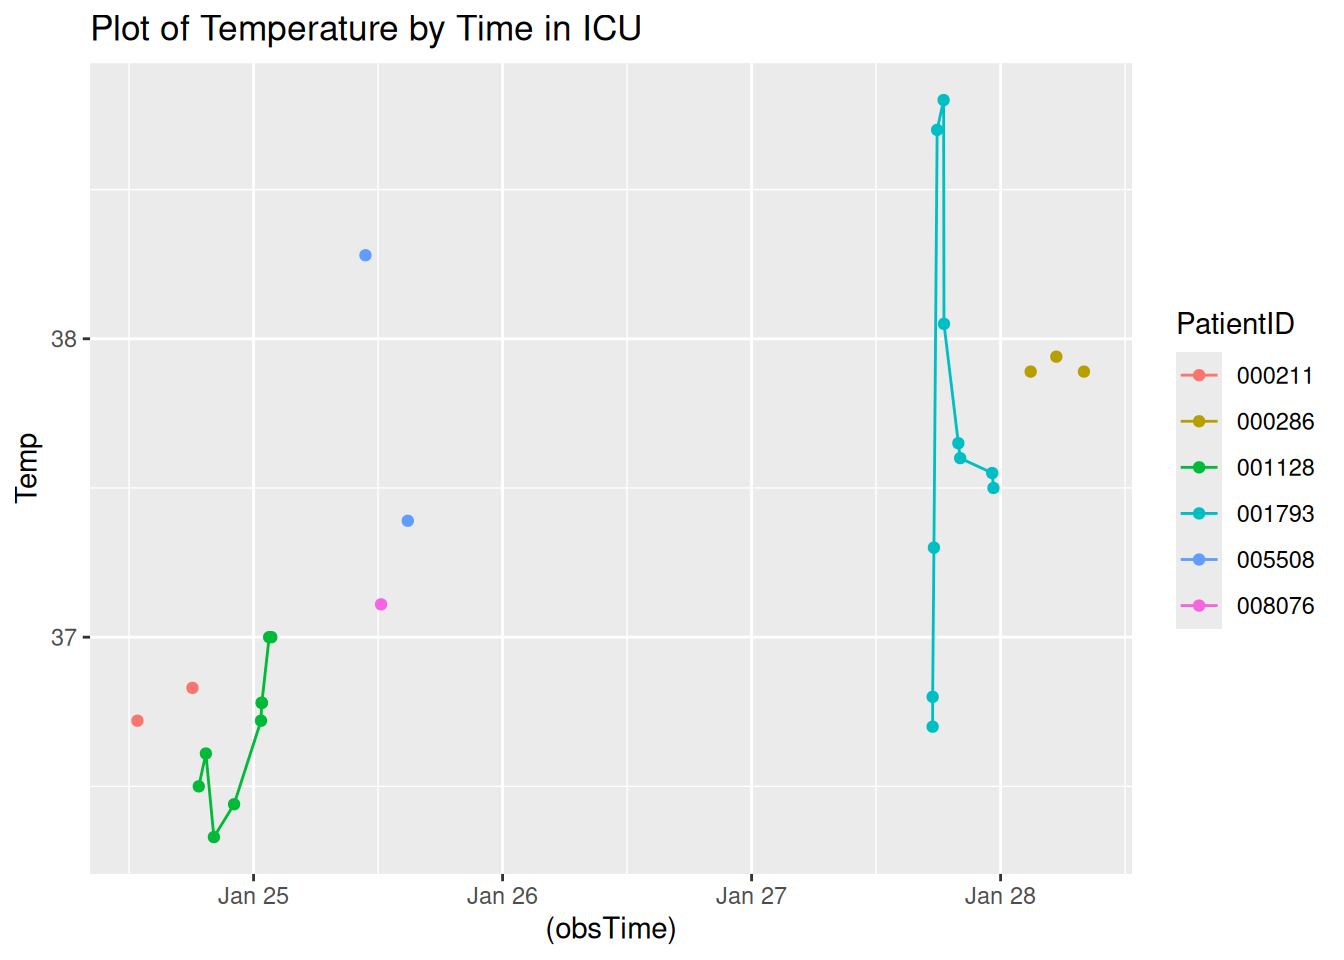 Plot of Temperature by Time in ICU
38
37
Temp
Jan 25
Jan 26
Jan 27
Jan 28
(obsTime)
PatientID
000211
000286
001128
001793
005508
008076